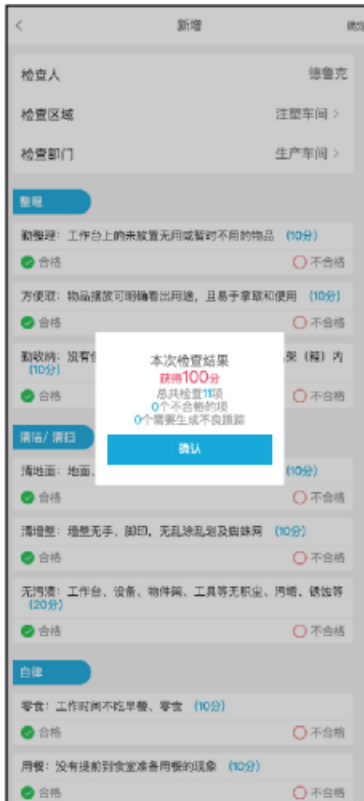 新增
检查人 德鲁克
检查区域 注塑车间 >
检查部门 生产车间 >
整理
勤整理：工作台上的未放置无用或暂时不用的物品 (10分)
合格 不合格
方便取：物品摆放可明确看出用途，且易于拿取和使用 (10分)
合格 不合格
勤收纳：没有 架（箱）内
(10分)
合格 不合格
本次检查结果
获得100分
总共检查11项
0个不合格的项
0个需要生成不良跟踪
确认
清洁/清扫
清地面：地面、 (10分)
合格 不合格
清墙壁：墙壁无手、脚印，无乱涂乱划及蜘蛛网 (10分)
合格 不合格
无污渍：工作台、设备、物件架、工具等无积尘、污垢、锈蚀等
(20分)
合格 不合格
自律
零食：工作时间不吃早餐、零食 (10分)
合格 不合格
用餐：没有提前到食堂准备用餐的现象 (10分)
合格 不合格